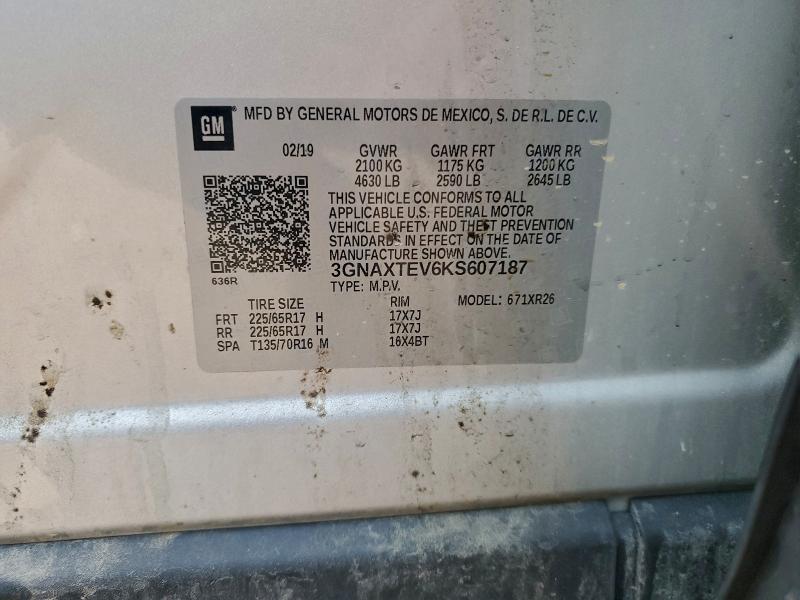 GM® MFD BY GENERAL MOTORS DE MEXICO, S. DE R.L. DE C.V.
02/19 GVWR GAWR FRT GAWR RR
2100 KG 1175 KG 1200 KG
4630 LB 2590 LB 2645 LB
THIS VEHICLE CONFORMS TO ALL
APPLICABLE U.S. FEDERAL MOTOR
VEHICLE SAFETY AND THEFT PREVENTION
STANDARDS IN EFFECT ON THE DATE OF
MANUFACTURE SHOWN ABOVE.
3GNAXTEV6KS607187
636R
TYPE: M.P.V.
TIRE SIZE RIM MODEL: 671XR26
FRT 225/65R17 H 17X7J
RR 225/65R17 H 17X7J
SPA T135/70R16 M 16X4BT